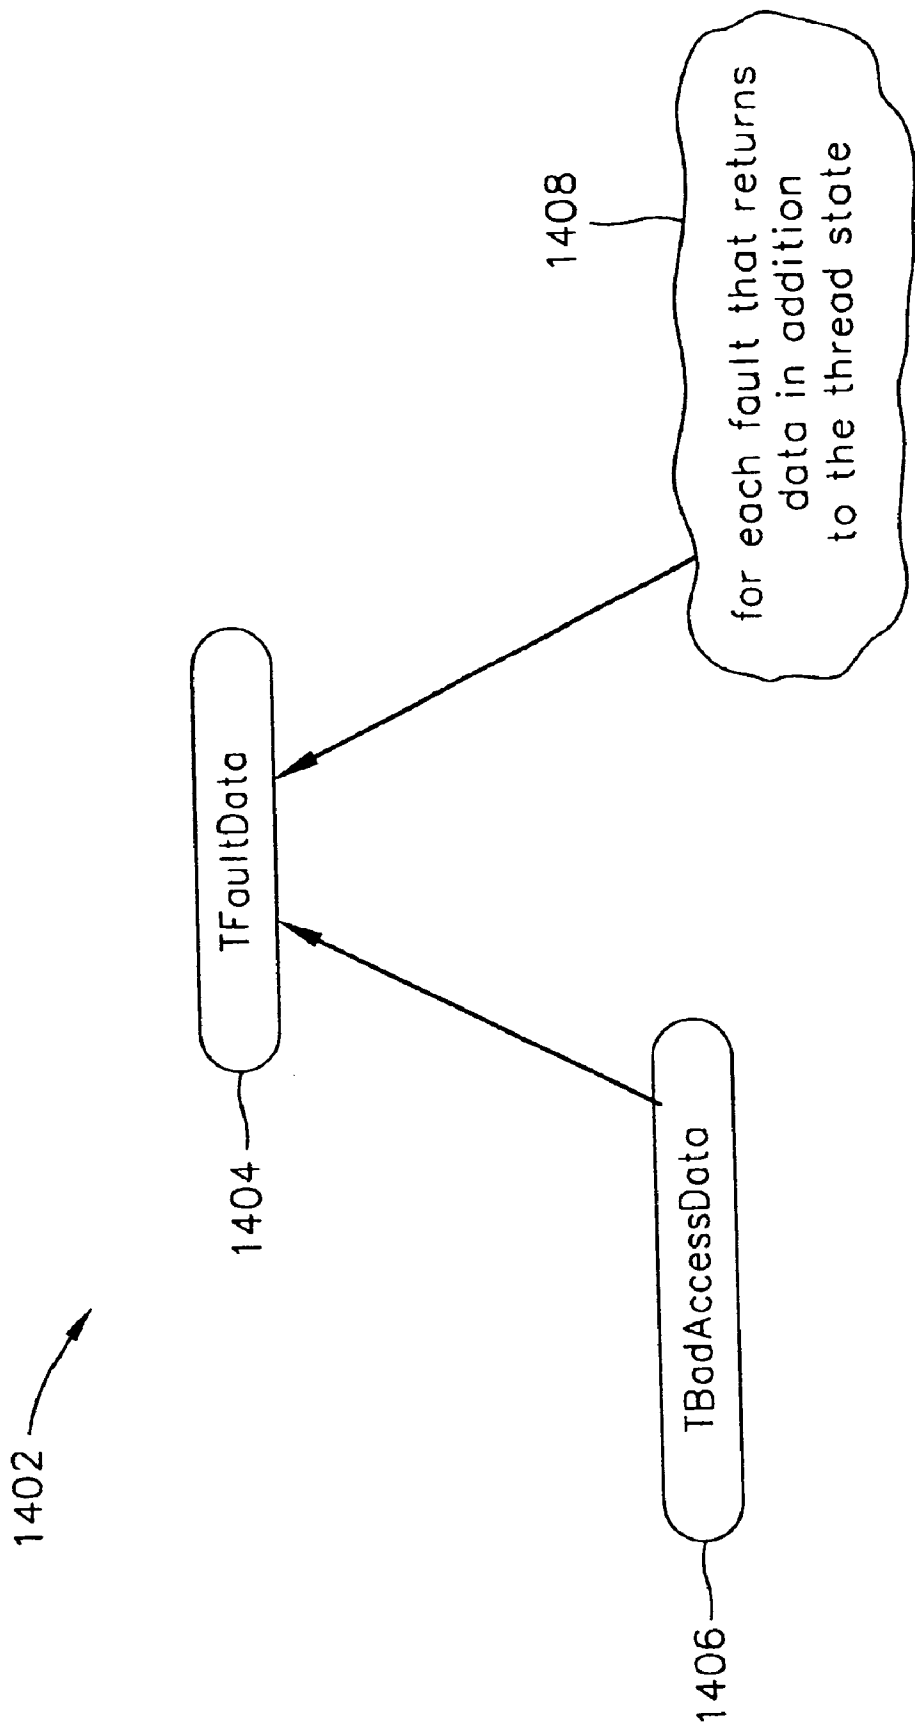 1402
1404
TFaultData
1408
1406
TBadAccessData
for each fault that returns
data in addition
to the thread state